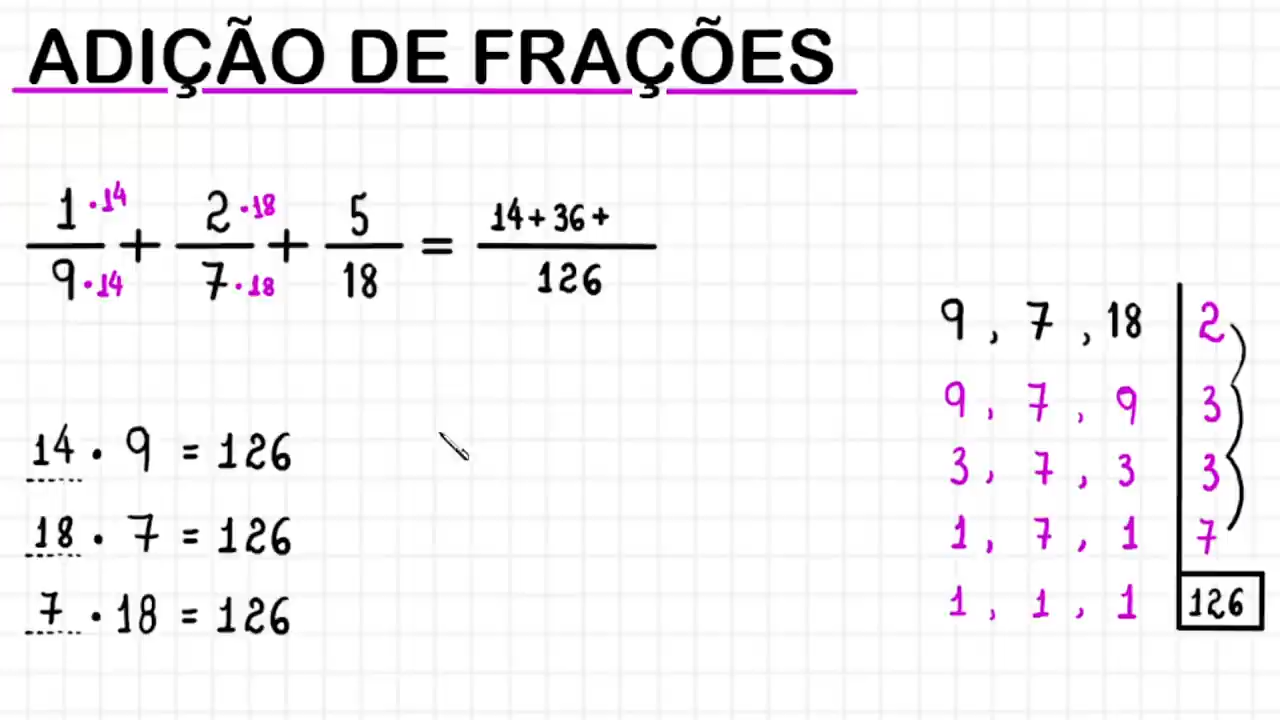 ADIÇÃO DE FRAÇÕES
1 · 14 / 9 · 14 + 2 · 18 / 7 · 18 + 5 / 18 = 14 + 36 + / 126
9 , 7 , 18 | 2
9 , 7 , 9 | 3
3 , 7 , 3 | 3
1 , 7 , 1 | 7
1 , 1 , 1 | 126
14 · 9 = 126
18 · 7 = 126
7 · 18 = 126